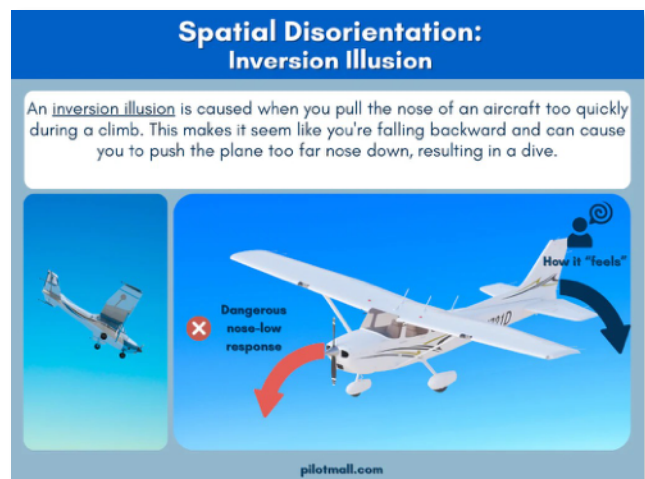 Spatial Disorientation:
Inversion Illusion
An inversion illusion is caused when you pull the nose of an aircraft too quickly
during a climb. This makes it seem like you're falling backward and can cause
you to push the plane too far nose down, resulting in a dive.
How it "feels"
Dangerous
nose-low
response
pilotmall.com